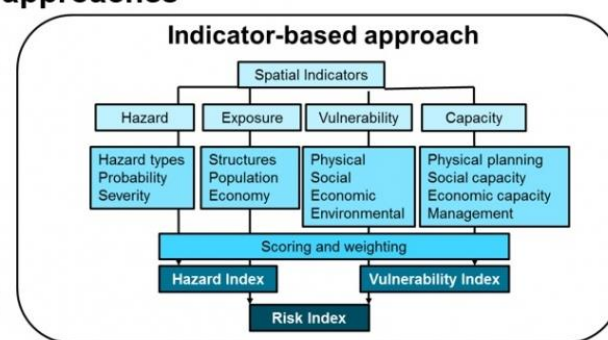 approaches
Indicator-based approach
Spatial Indicators
Hazard
Exposure
Vulnerability
Capacity
Hazard types
Probability
Severity
Structures
Population
Economy
Physical
Social
Economic
Environmental
Physical planning
Social capacity
Economic capacity
Management
Scoring and weighting
Hazard Index
Vulnerability Index
Risk Index